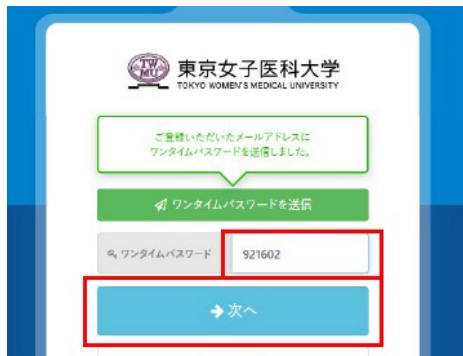 TWMU
東京女子医科大学
TOKYO WOMEN'S MEDICAL UNIVERSITY
ご登録いただいたメールアドレスに
ワンタイムパスワードを送信しました。
ワンタイムパスワードを送信
ワンタイムパスワード
921602
次へ